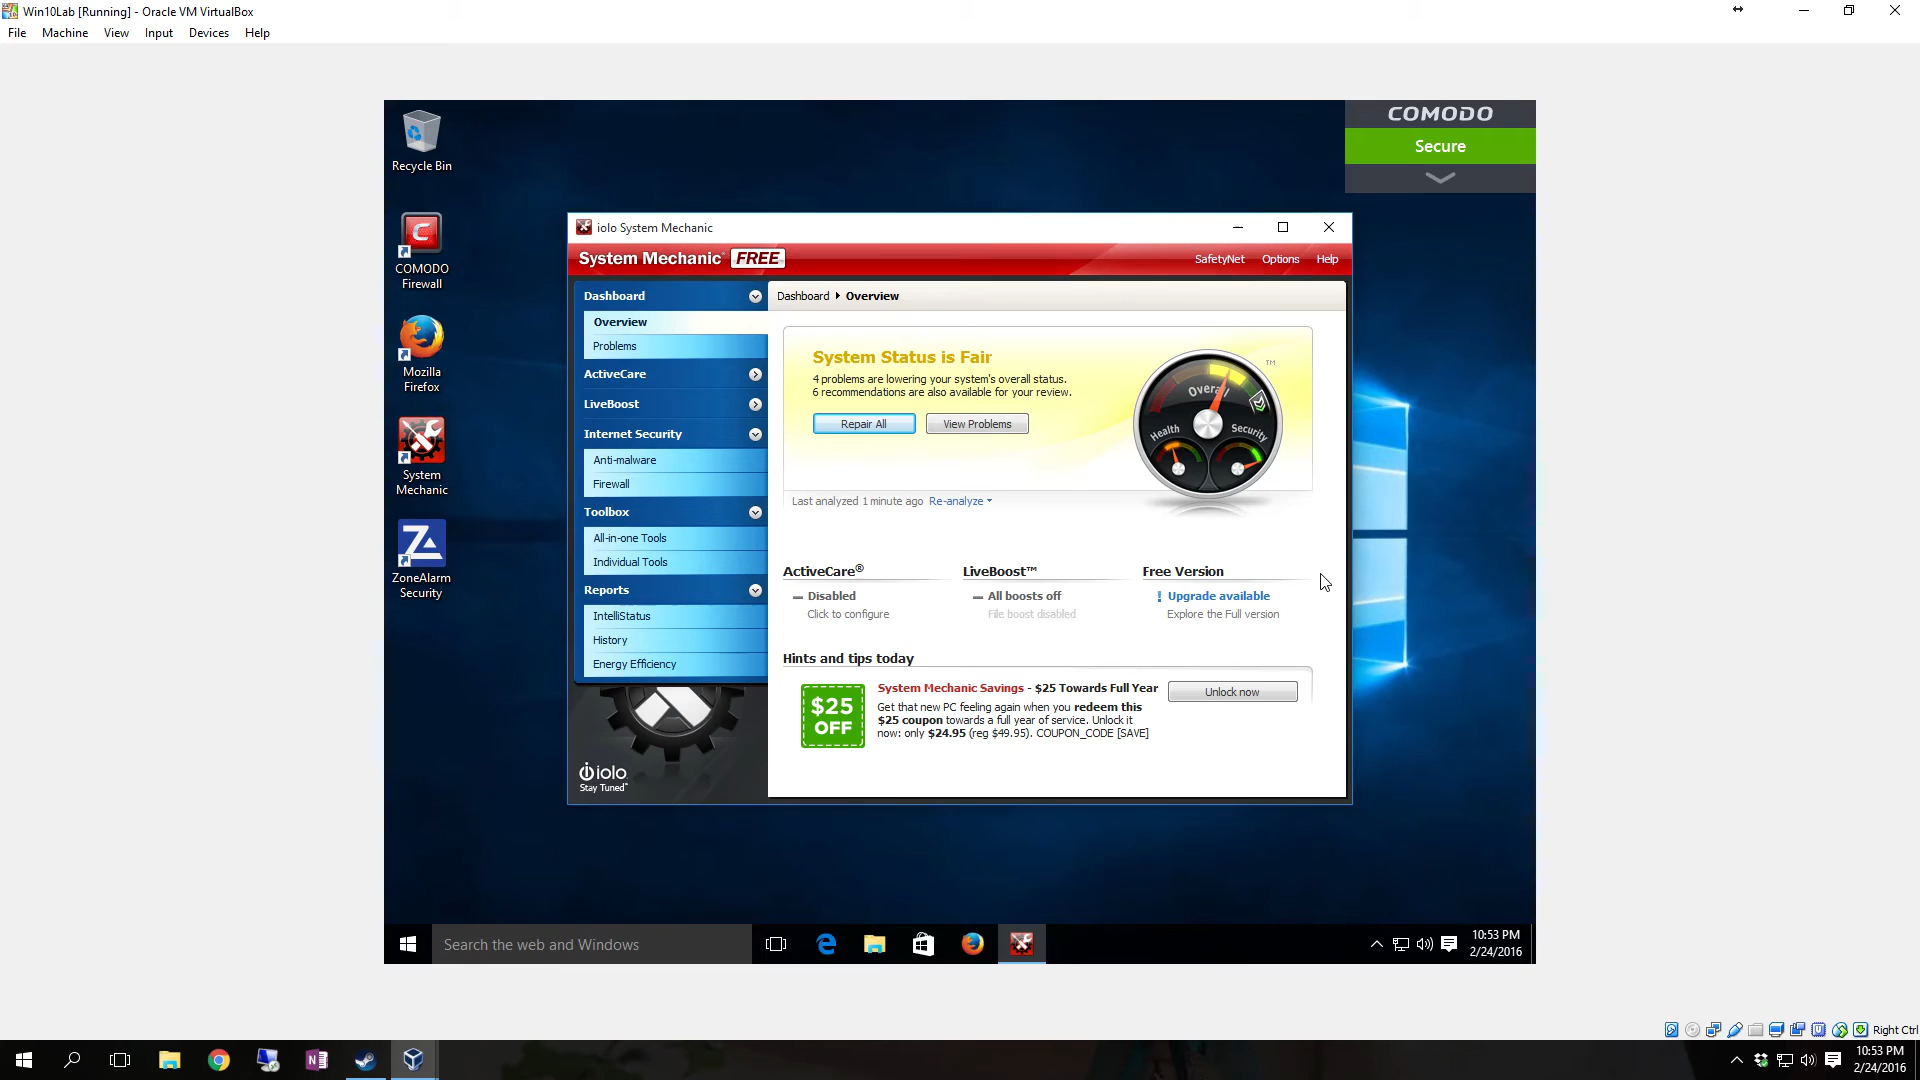 Win10Lab [Running] - Oracle VM VirtualBox
File Machine View Input Devices Help
Recycle Bin
COMODO
Firewall
Mozilla
Firefox
System
Mechanic
ZoneAlarm
Security
COMODO
Secure
iolo System Mechanic
System Mechanic FREE
SafetyNet Options Help
Dashboard
Overview
Problems
ActiveCare
LiveBoost
Internet Security
Anti-malware
Firewall
Toolbox
All-in-one Tools
Individual Tools
Reports
IntelliStatus
History
Energy Efficiency
iolo
Stay Tuned™
Dashboard Overview
System Status is Fair
4 problems are lowering your system's overall status.
6 recommendations are also available for your review.
Repair All View Problems
Overall
Health Security
TM
Last analyzed 1 minute ago Re-analyze
ActiveCare®
Disabled
Click to configure
LiveBoost™
All boosts off
File boost disabled
Free Version
! Upgrade available
Explore the Full version
Hints and tips today
$25
OFF
System Mechanic Savings - $25 Towards Full Year
Get that new PC feeling again when you redeem this
$25 coupon towards a full year of service. Unlock it
now: only $24.95 (reg $49.95). COUPON_CODE [SAVE]
Unlock now
Search the web and Windows
10:53 PM
2/24/2016
Right Ctrl
10:53 PM
2/24/2016